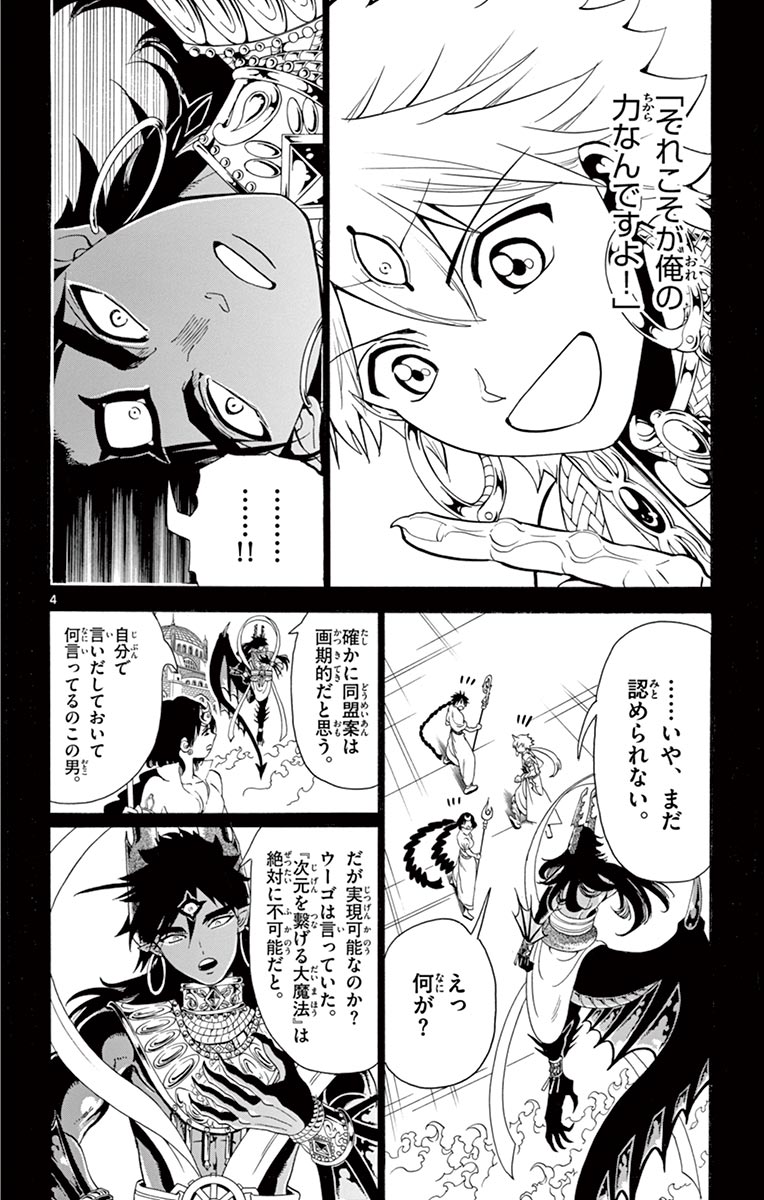 「それこそが俺の
力なんですよ！」
………
……!!
……いや、まだ
認められない。
えっ
何が？
確かに同盟案は
画期的だと思う。
自分で
言いだしておいて
何言ってるのこの男。
だが実現可能なのか？
ウーゴは言っていた。
『次元を繋げる大魔法』は
絶対に不可能だと。
4